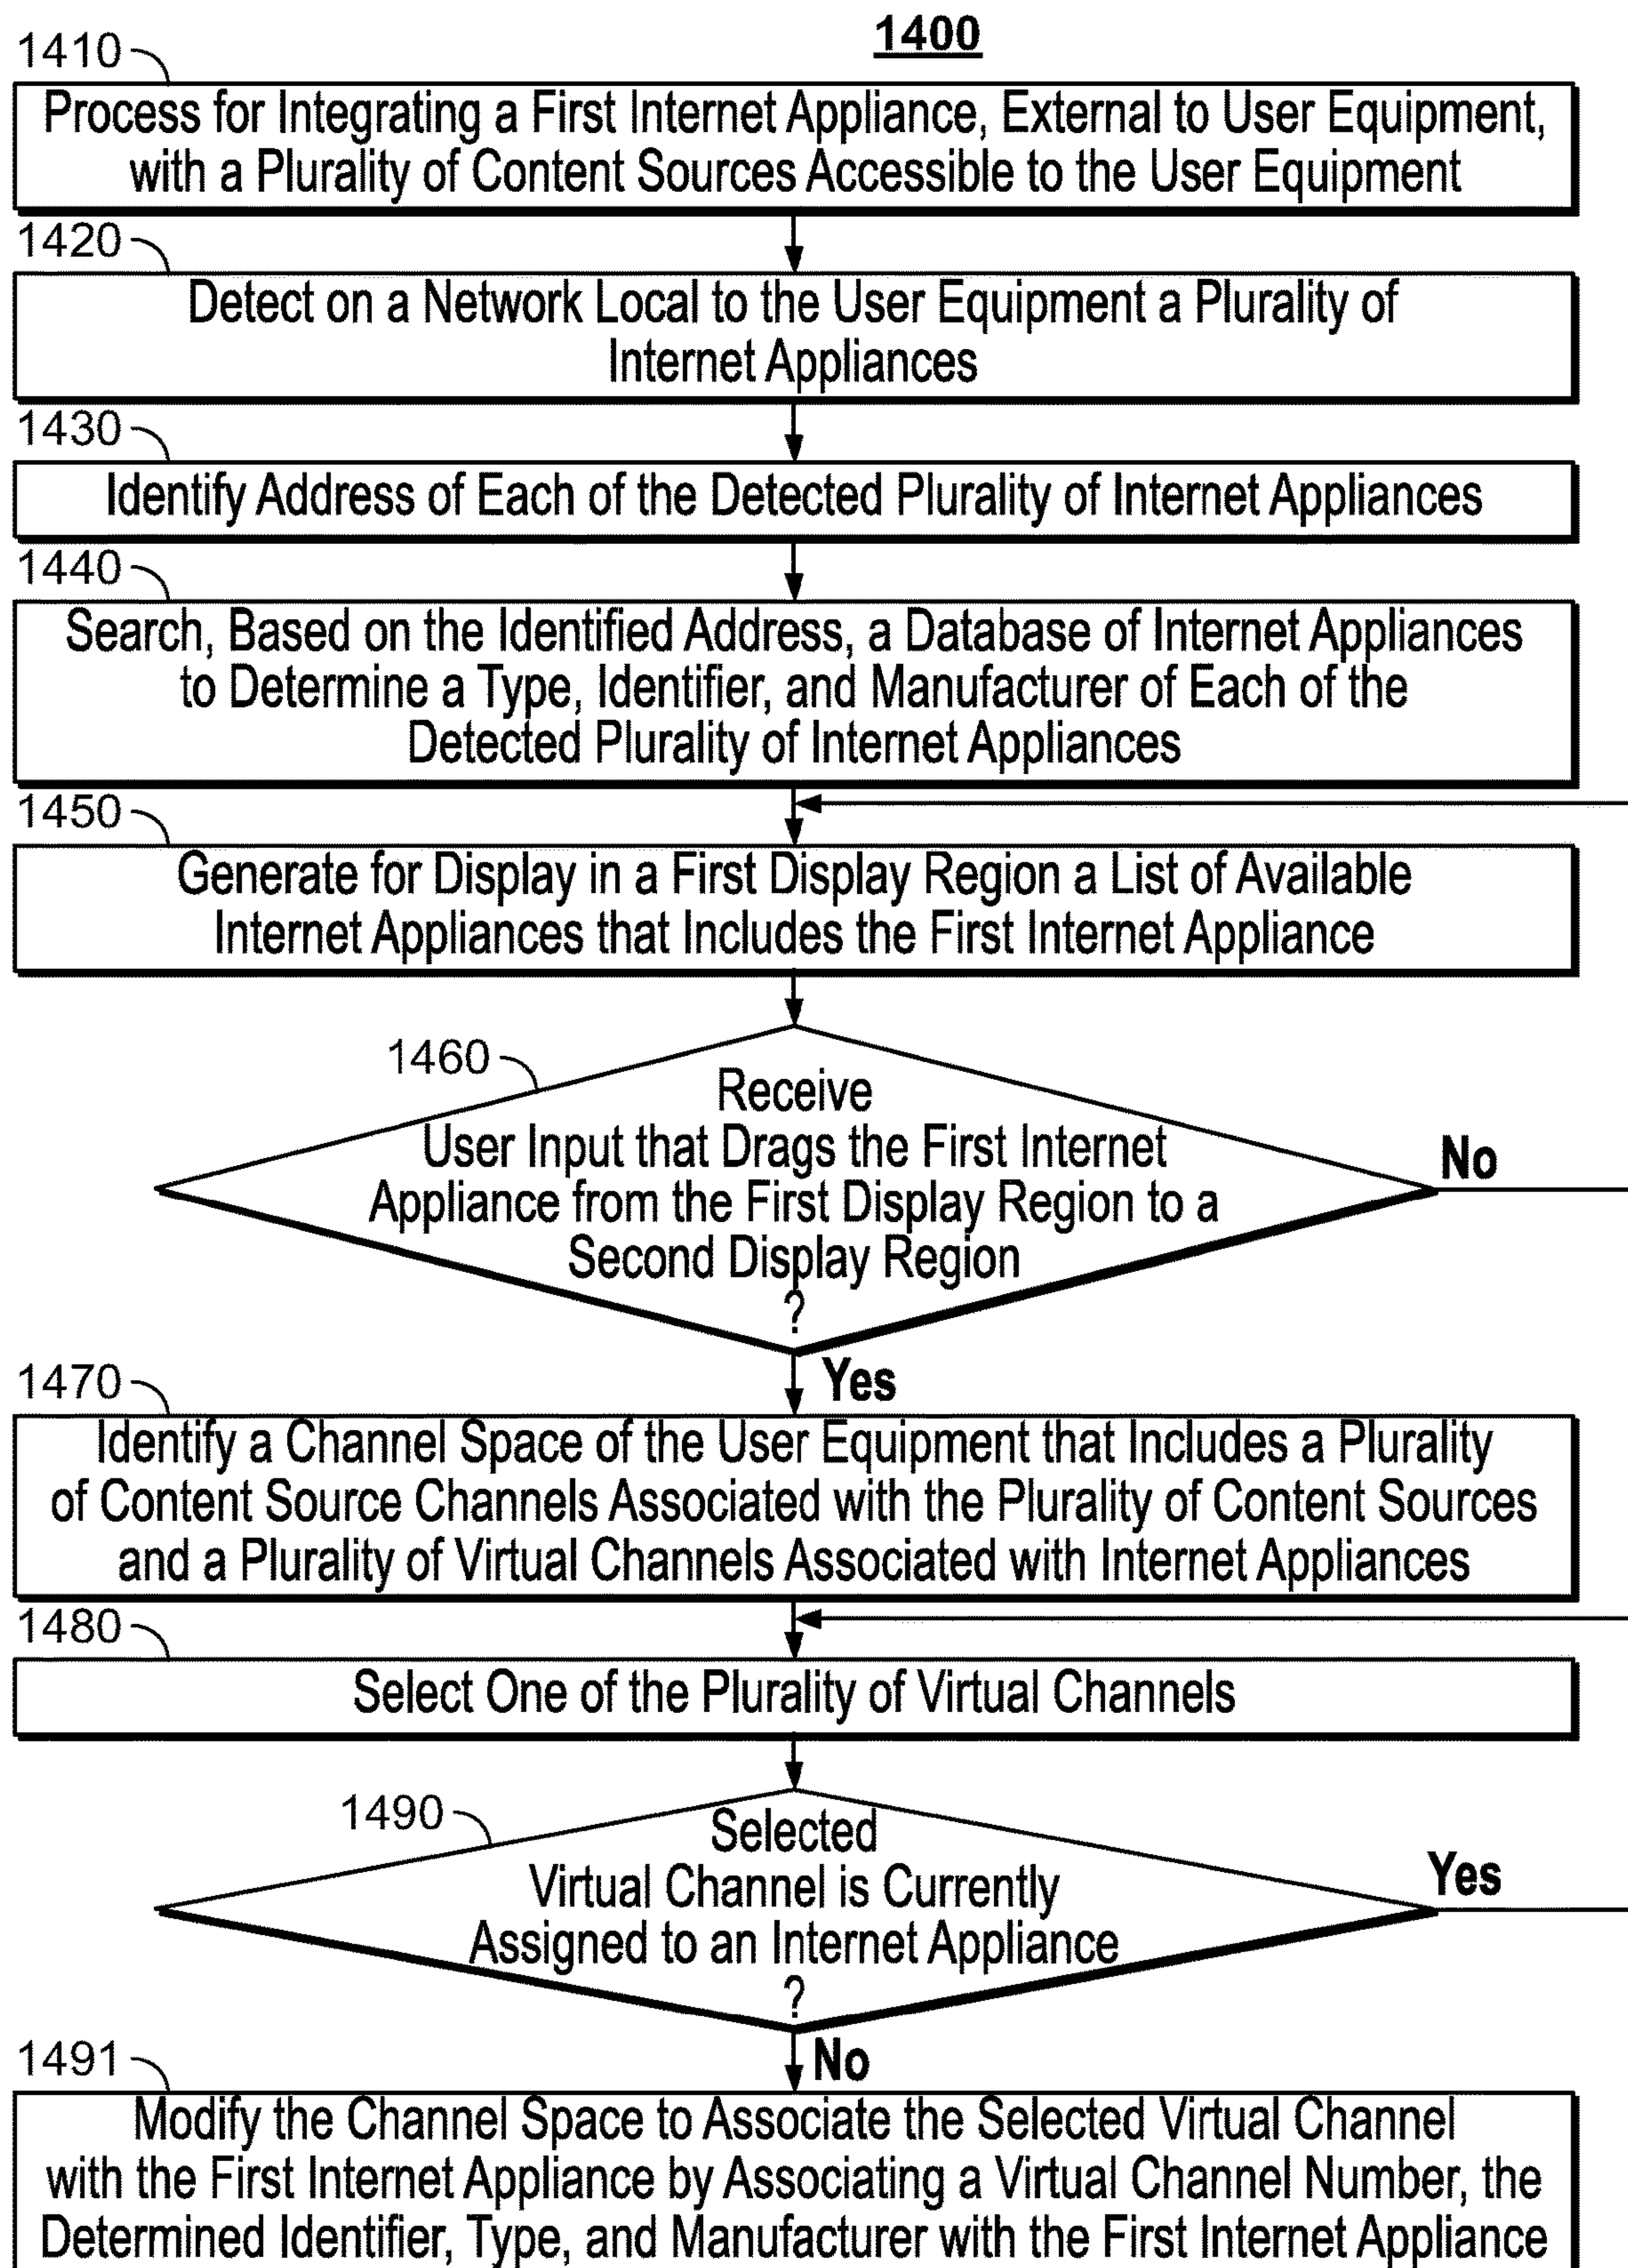 1400
1410
Process for Integrating a First Internet Appliance, External to User Equipment,
with a Plurality of Content Sources Accessible to the User Equipment
1420
Detect on a Network Local to the User Equipment a Plurality of
Internet Appliances
1430
Identify Address of Each of the Detected Plurality of Internet Appliances
1440
Search, Based on the Identified Address, a Database of Internet Appliances
to Determine a Type, Identifier, and Manufacturer of Each of the
Detected Plurality of Internet Appliances
1450
Generate for Display in a First Display Region a List of Available
Internet Appliances that Includes the First Internet Appliance
1460
Receive
User Input that Drags the First Internet
Appliance from the First Display Region to a
Second Display Region
?
No
Yes
1470
Identify a Channel Space of the User Equipment that Includes a Plurality
of Content Source Channels Associated with the Plurality of Content Sources
and a Plurality of Virtual Channels Associated with Internet Appliances
1480
Select One of the Plurality of Virtual Channels
1490
Selected
Virtual Channel is Currently
Assigned to an Internet Appliance
?
Yes
No
1491
Modify the Channel Space to Associate the Selected Virtual Channel
with the First Internet Appliance by Associating a Virtual Channel Number, the
Determined Identifier, Type, and Manufacturer with the First Internet Appliance